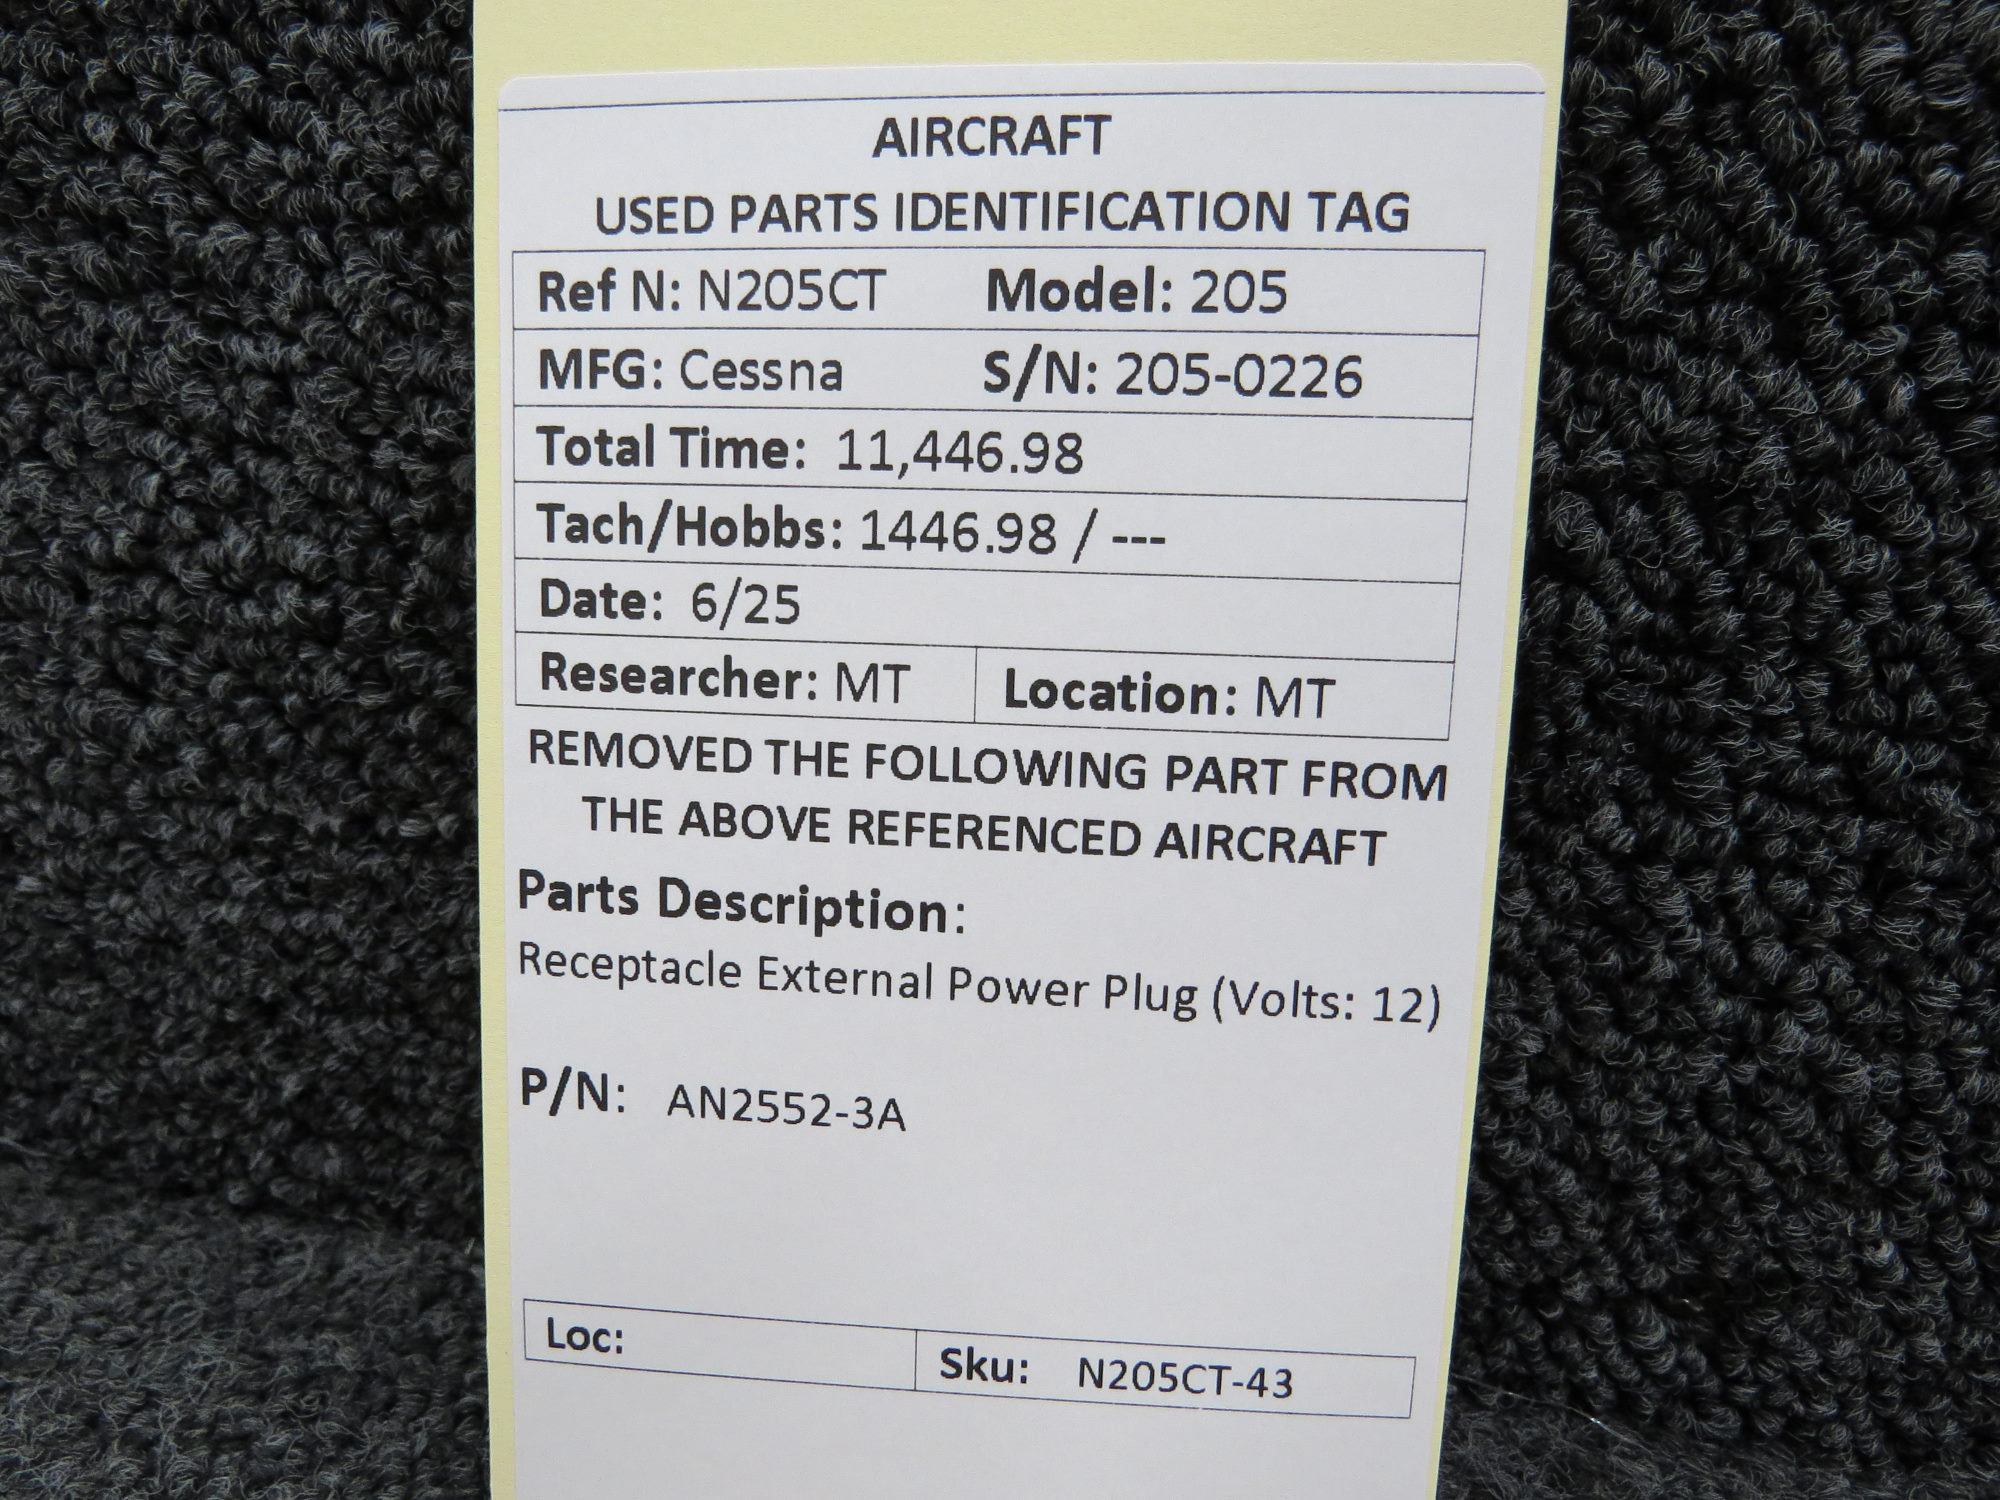 AIRCRAFT
USED PARTS IDENTIFICATION TAG
Ref N: N205CT Model: 205
MFG: Cessna S/N: 205-0226
Total Time: 11,446.98
Tach/Hobbs: 1446.98 / ---
Date: 6/25
Researcher: MT Location: MT
REMOVED THE FOLLOWING PART FROM
THE ABOVE REFERENCED AIRCRAFT
Parts Description:
Receptacle External Power Plug (Volts: 12)
P/N: AN2552-3A
Loc: Sku: N205CT-43